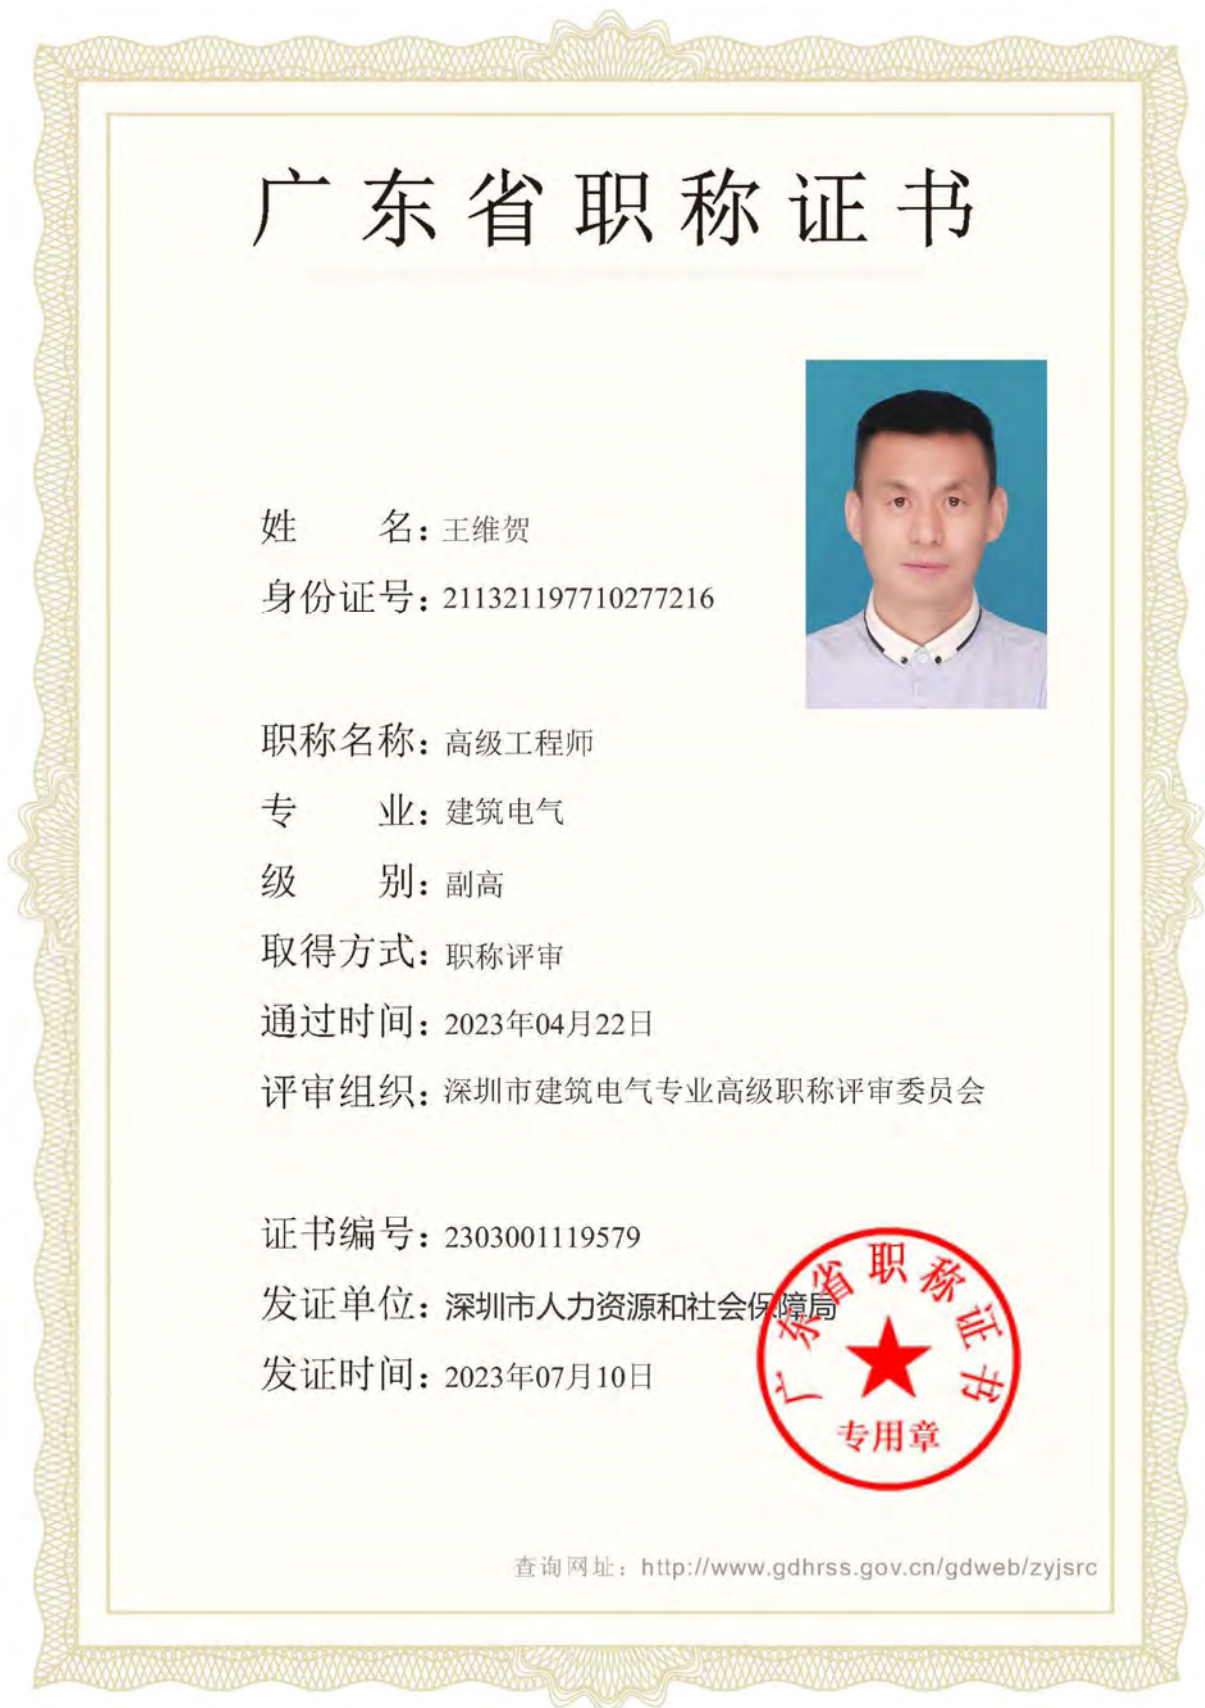 广东省职称证书
姓 名：王维贺
身份证号：211321197710277216
职称名称：高级工程师
专 业：建筑电气
级 别：副高
取得方式：职称评审
通过时间：2023年04月22日
评审组织：深圳市建筑电气专业高级职称评审委员会
证书编号：2303001119579
发证单位：深圳市人力资源和社会保障局
发证时间：2023年07月10日
广东省职称证书
专用章
查询网址：http://www.gdhrss.gov.cn/gdweb/zyjsrc